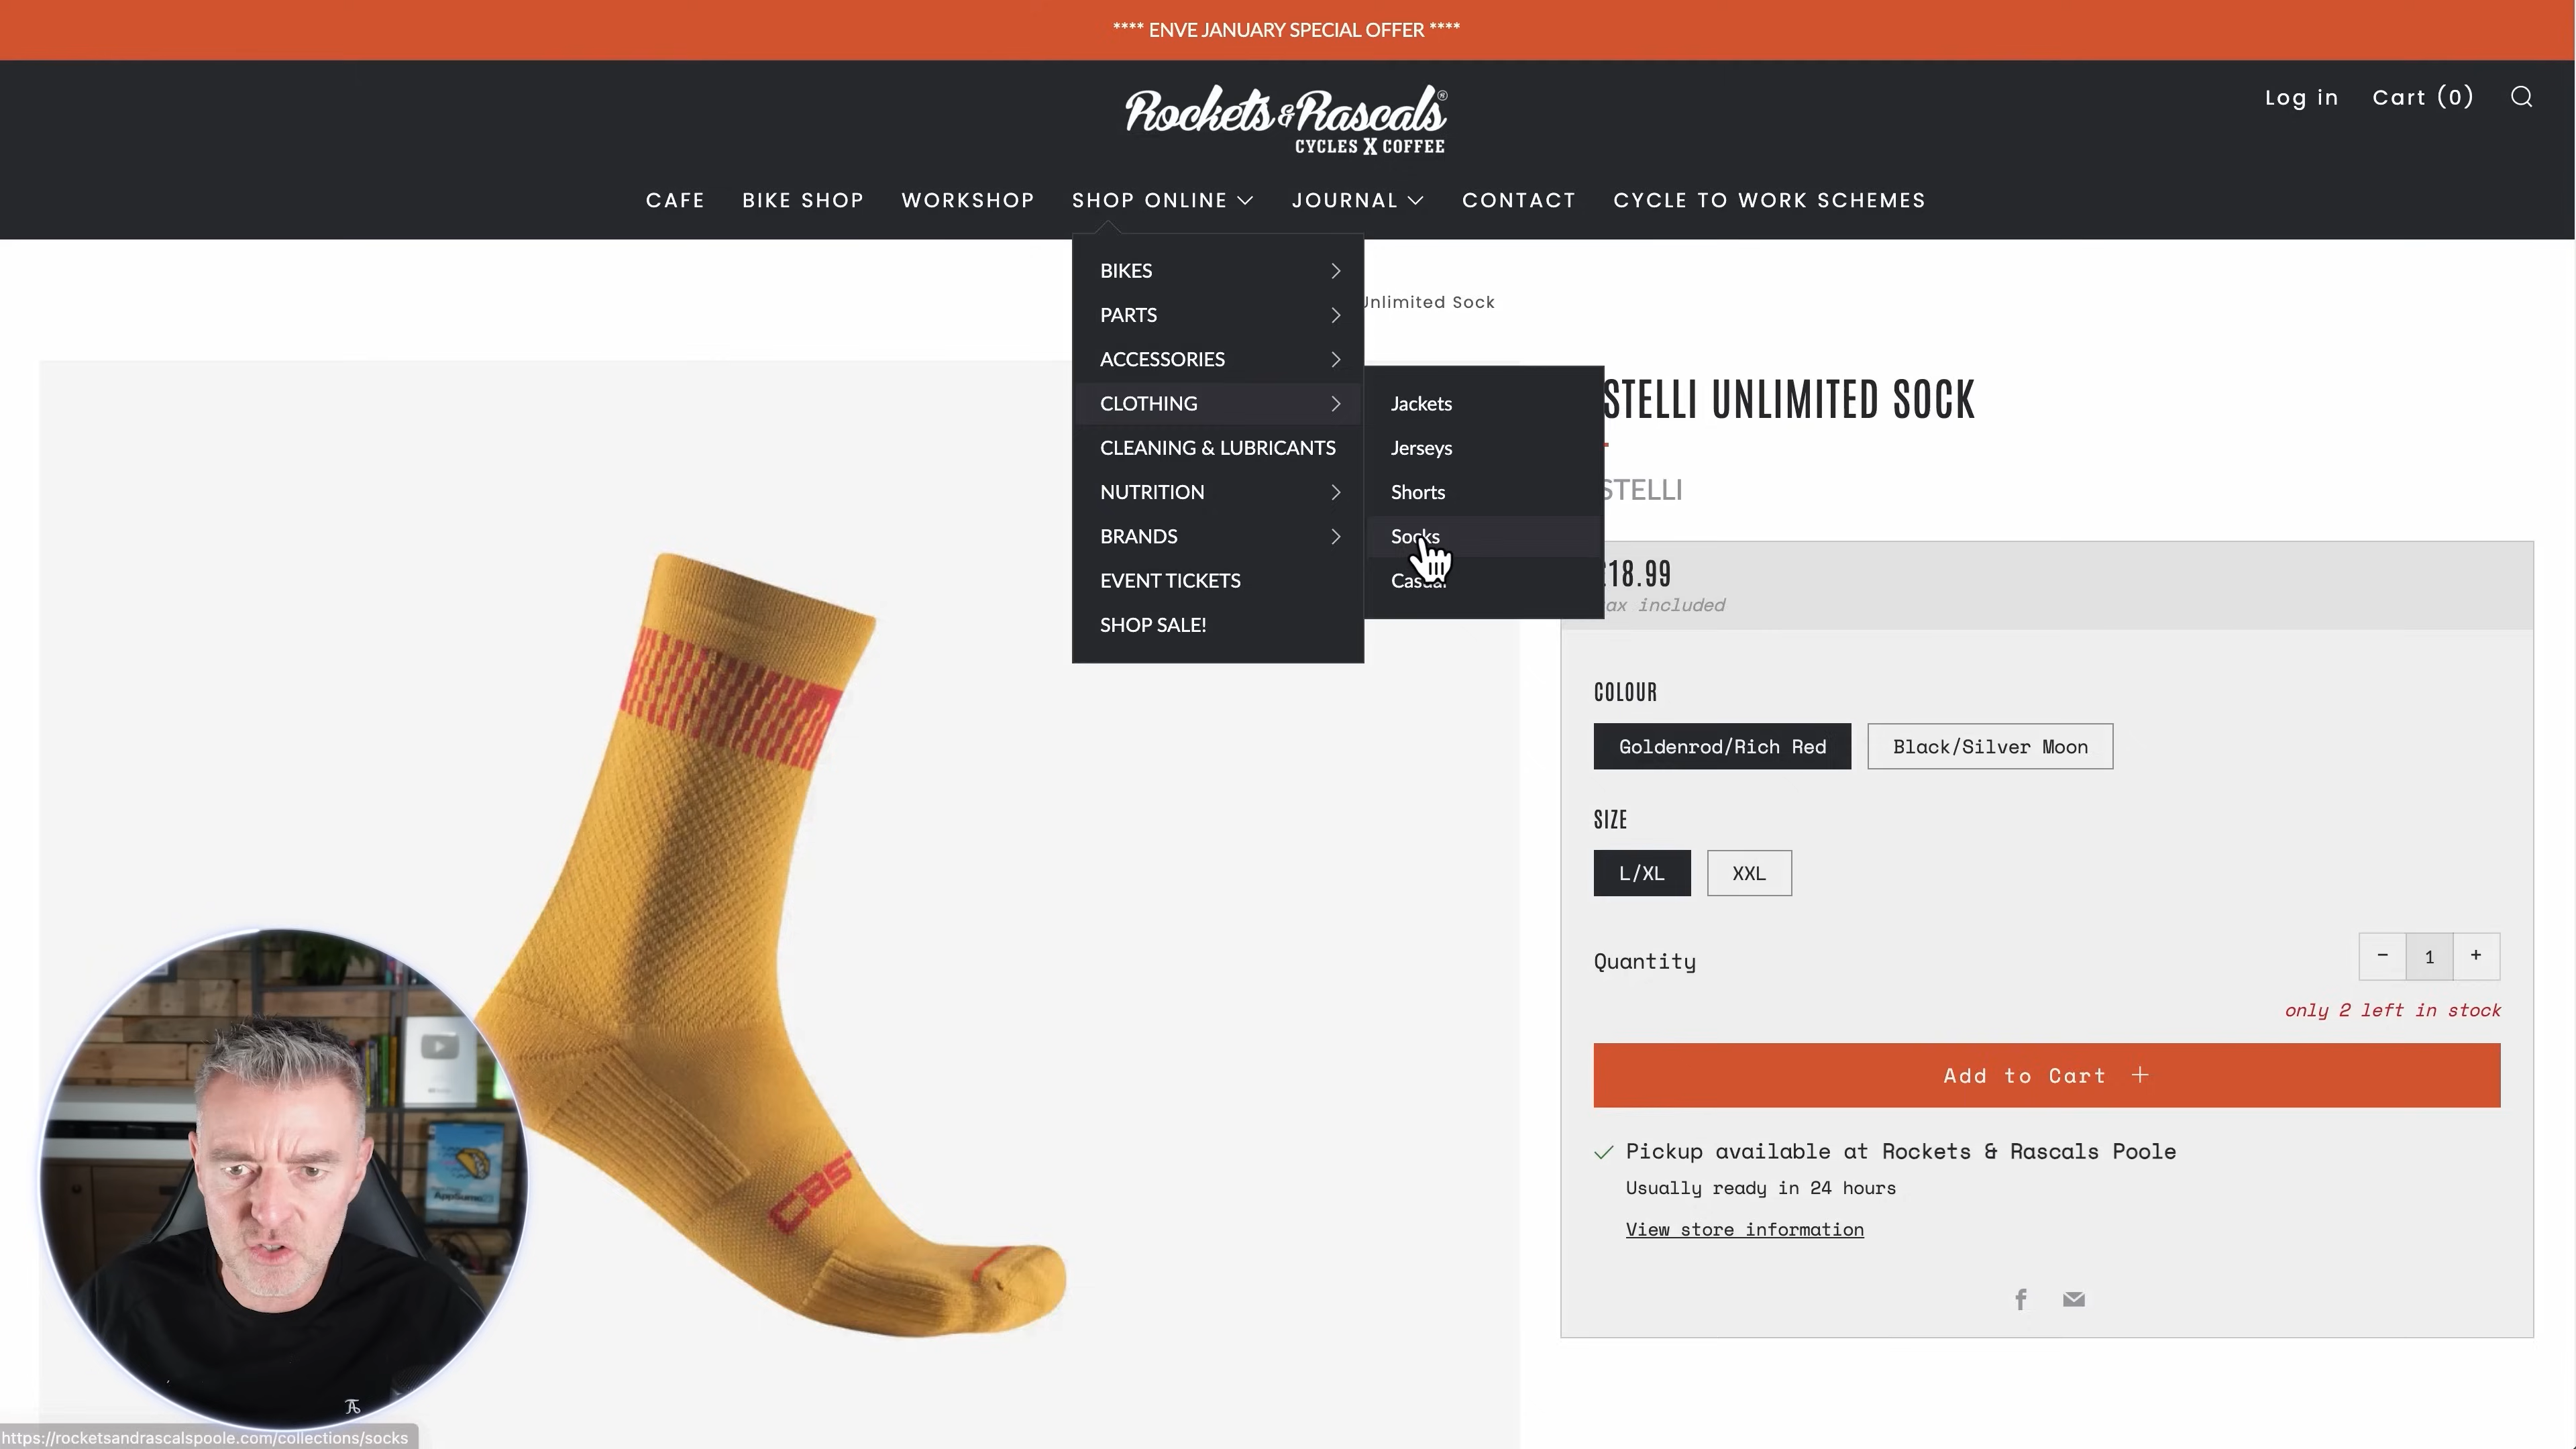 **** ENVE JANUARY SPECIAL OFFER ****
Rockets & Rascals®
CYCLES X COFFEE
Log in
Cart (0)
CAFE
BIKE SHOP
WORKSHOP
SHOP ONLINE
JOURNAL
CONTACT
CYCLE TO WORK SCHEMES
BIKES
PARTS
ACCESSORIES
CLOTHING
CLEANING & LUBRICANTS
NUTRITION
BRANDS
EVENT TICKETS
SHOP SALE!
Jackets
Jerseys
Shorts
Socks
Unlimited Sock
STELLI UNLIMITED SOCK
STELLI
18.99
ax included
COLOUR
Goldenrod/Rich Red
Black/Silver Moon
SIZE
L/XL
XXL
Quantity
− 1 +
only 2 left in stock
Add to Cart +
Pickup available at Rockets & Rascals Poole
Usually ready in 24 hours
View store information
cast
AppSumo
https://rocketsandrascalspoole.com/collections/socks